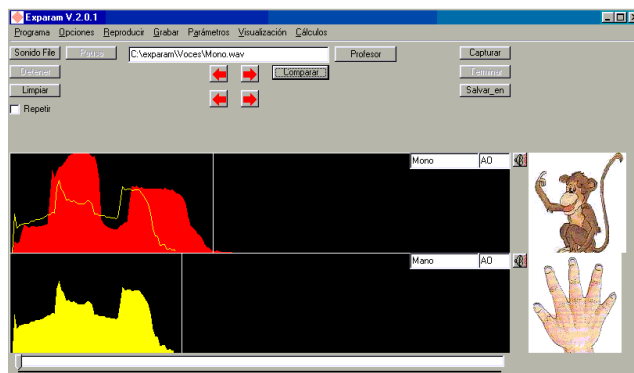 Exparam V.2.0.1
Programa Opciones Reproducir Grabar Parámetros Visualización Cálculos
Sonido File Pausa C:\exparam\Voces\Mono.wav Profesor Capturar
Detener Comparar Terminar
Limpiar Salvar_en
Repetir
Mono A0
Mano A0